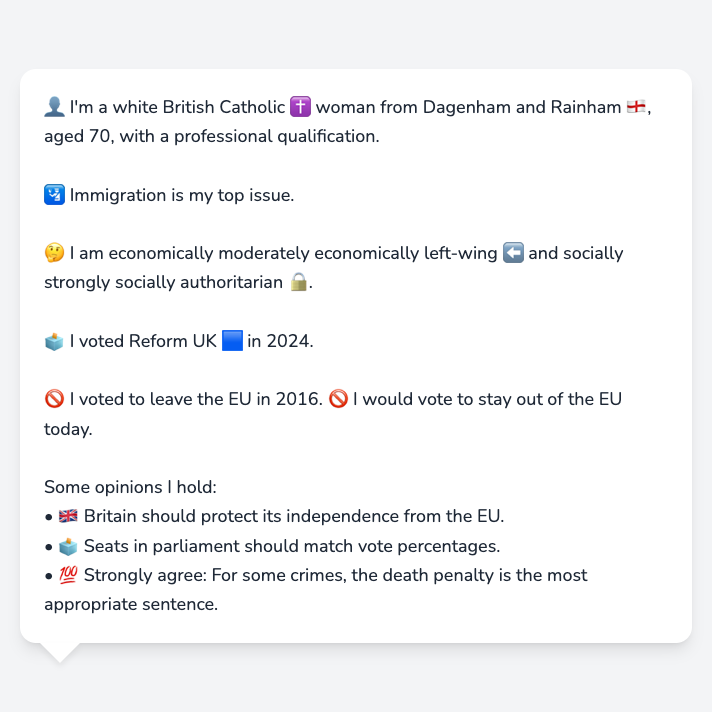 👤 I'm a white British Catholic ✝️ woman from Dagenham and Rainham 🏴󠁧󠁢󠁥󠁮󠁧󠁿,
aged 70, with a professional qualification.
🛂 Immigration is my top issue.
🤔 I am economically moderately economically left-wing ⬅️ and socially
strongly socially authoritarian 🔒.
🗳️ I voted Reform UK 🟦 in 2024.
🚫 I voted to leave the EU in 2016. 🚫 I would vote to stay out of the EU
today.
Some opinions I hold:
• 🇬🇧 Britain should protect its independence from the EU.
• 🗳️ Seats in parliament should match vote percentages.
• 💯 Strongly agree: For some crimes, the death penalty is the most
appropriate sentence.